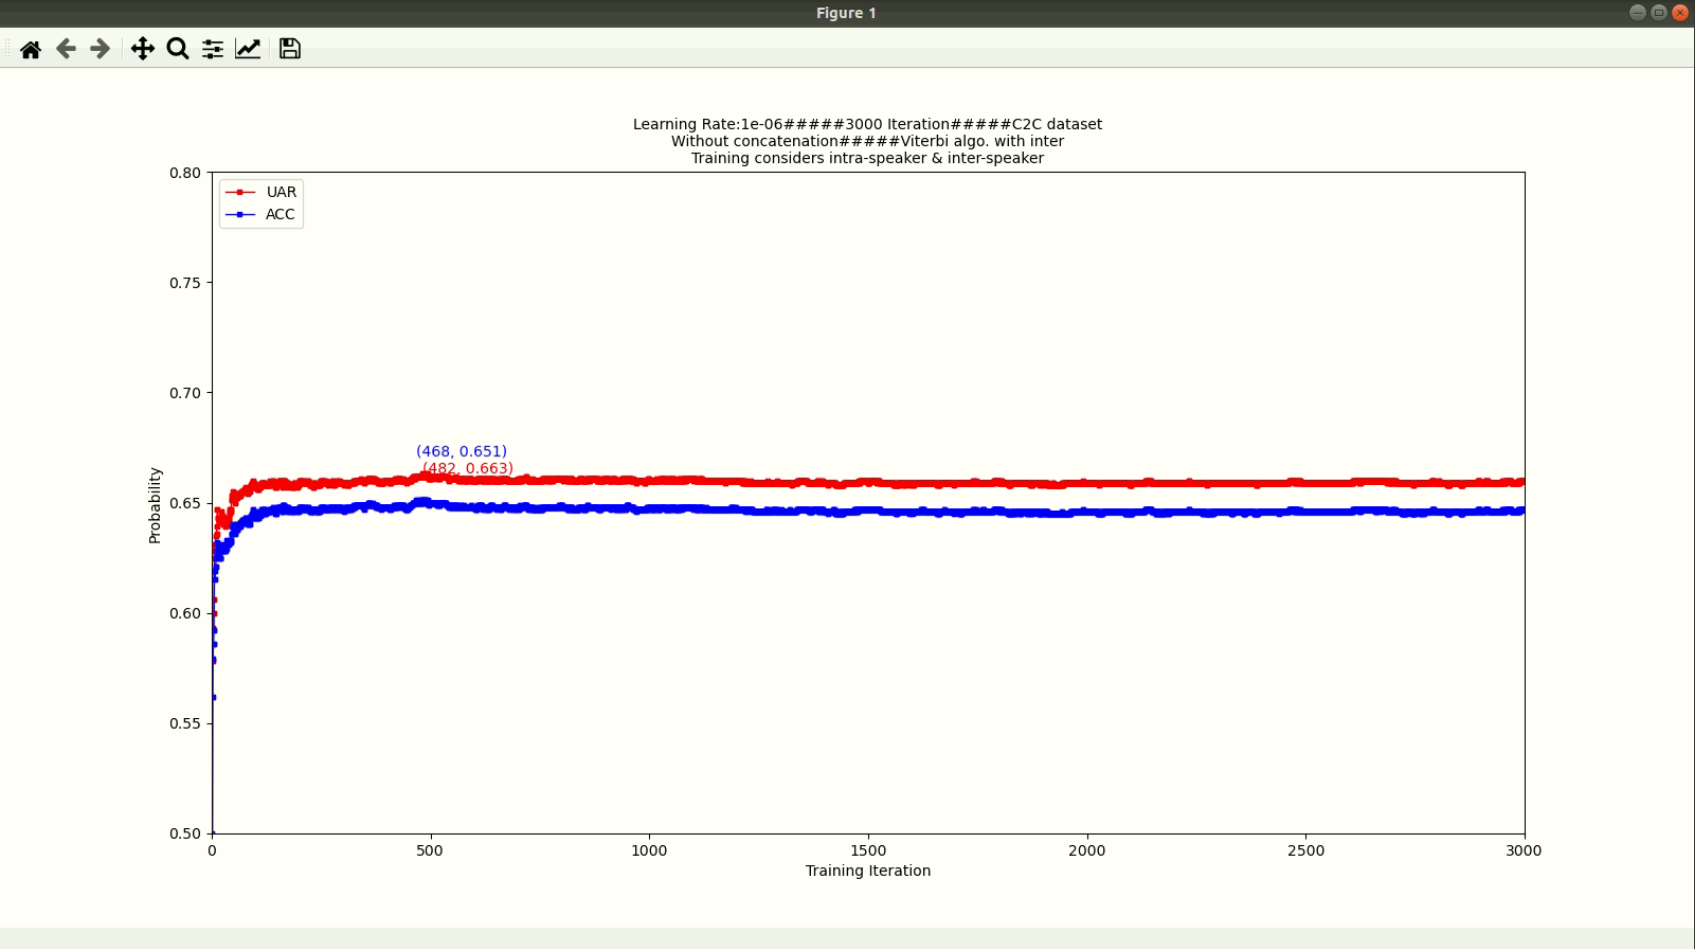 Figure 1
Learning Rate:1e-06#####3000 Iteration#####C2C dataset
Without concatenation#####Viterbi algo. with inter
Training considers intra-speaker & inter-speaker
UAR
ACC
0.80
0.75
0.70
0.65
0.60
0.55
0.50
Probability
(468, 0.651)
(482, 0.663)
0
500
1000
1500
2000
2500
3000
Training Iteration